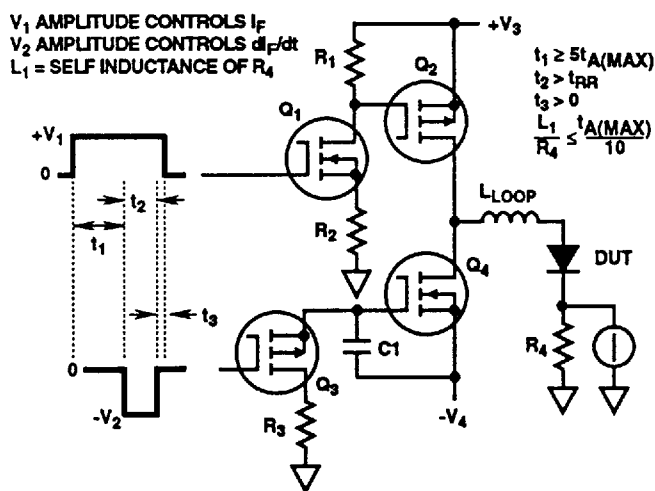 V1 AMPLITUDE CONTROLS IF
V2 AMPLITUDE CONTROLS dIF/dt
L1 = SELF INDUCTANCE OF R4
+V3
t1 ≥ 5tA(MAX)
t2 > tRR
t3 > 0
L1/R4 ≤ tA(MAX)/10
R1
Q2
Q1
+V1
0
t2
t1
R2
LLOOP
DUT
Q4
t3
R4
C1
0
Q3
-V2
R3
-V4